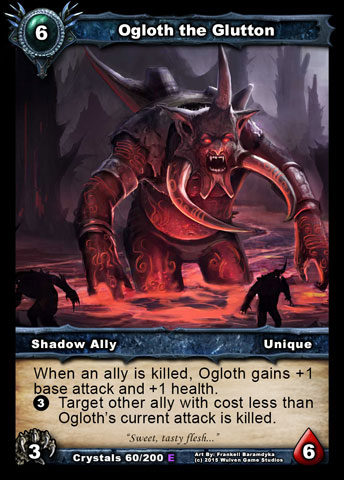 6
Ogloth the Glutton
Shadow Ally Unique
When an ally is killed, Ogloth gains +1
base attack and +1 health.
3 Target other ally with cost less than
Ogloth's current attack is killed.
"Sweet, tasty flesh..."
3
Crystals 60/200 E
Art By: Frankell Baramdyka
(c) 2015 Wulven Game Studios
6